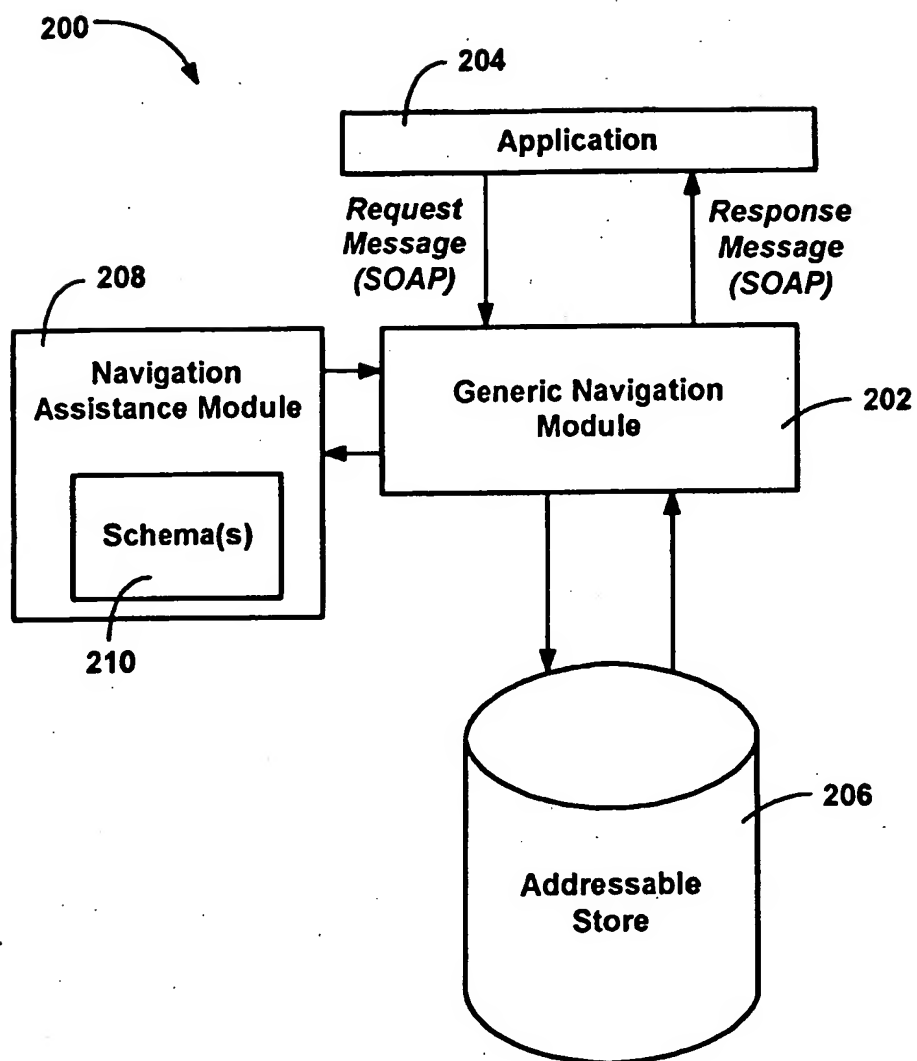 200
204
Application
Request
Message
(SOAP)
Response
Message
(SOAP)
208
Navigation
Assistance Module
Generic Navigation
Module
202
Schema(s)
210
206
Addressable
Store